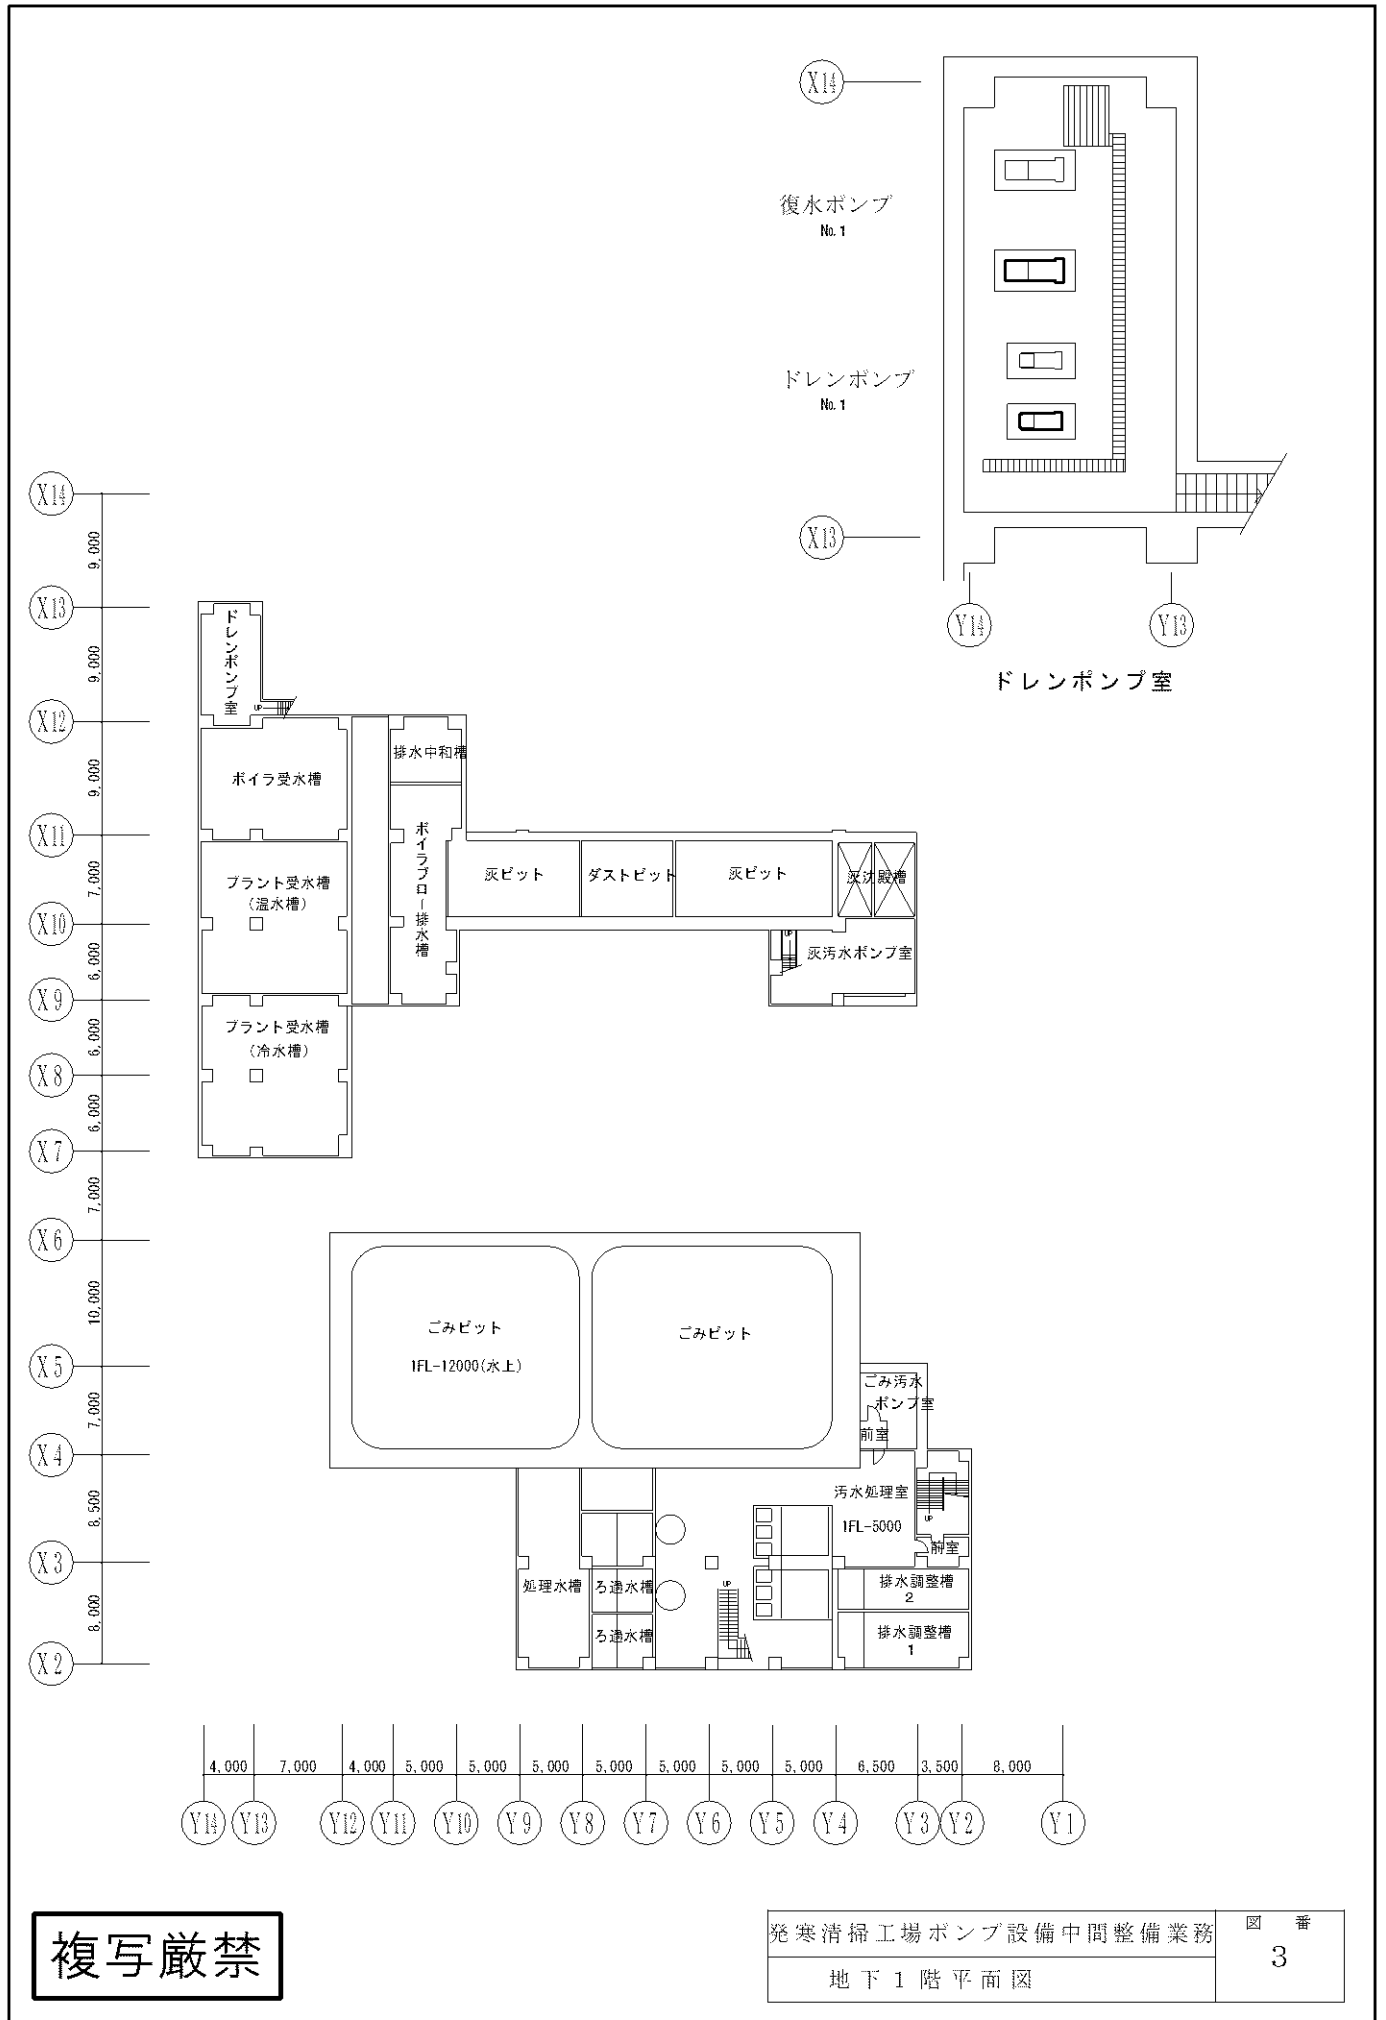 X14
復水ポンプ
No.1
ドレンポンプ
No.1
X13
Y14
Y13
ドレンポンプ室
X14
9,000
X13
9,000
X12
9,000
X11
7,000
X10
6,000
X9
6,000
X8
6,000
X7
7,000
X6
10,000
X5
7,000
X4
8,500
X3
8,000
X2
ドレンポンプ室
UP
ボイラ受水槽
排水中和槽
ボイラブロー排水槽
プラント受水槽
(温水槽)
プラント受水槽
(冷水槽)
灰ピット
ダストピット
灰ピット
灰沈殿槽
UP
灰汚水ポンプ室
ごみピット
1FL-12000(水上)
ごみピット
ごみ汚水
ポンプ室
前室
汚水処理室
1FL-5000
UP
前室
処理水槽
ろ過水槽
ろ過水槽
UP
排水調整槽
2
排水調整槽
1
4,000
7,000
4,000
5,000
5,000
5,000
5,000
5,000
5,000
5,000
6,500
3,500
8,000
Y14
Y13
Y12
Y11
Y10
Y9
Y8
Y7
Y6
Y5
Y4
Y3
Y2
Y1
複写厳禁
発寒清掃工場ポンプ設備中間整備業務
地下1階平面図
図番
3